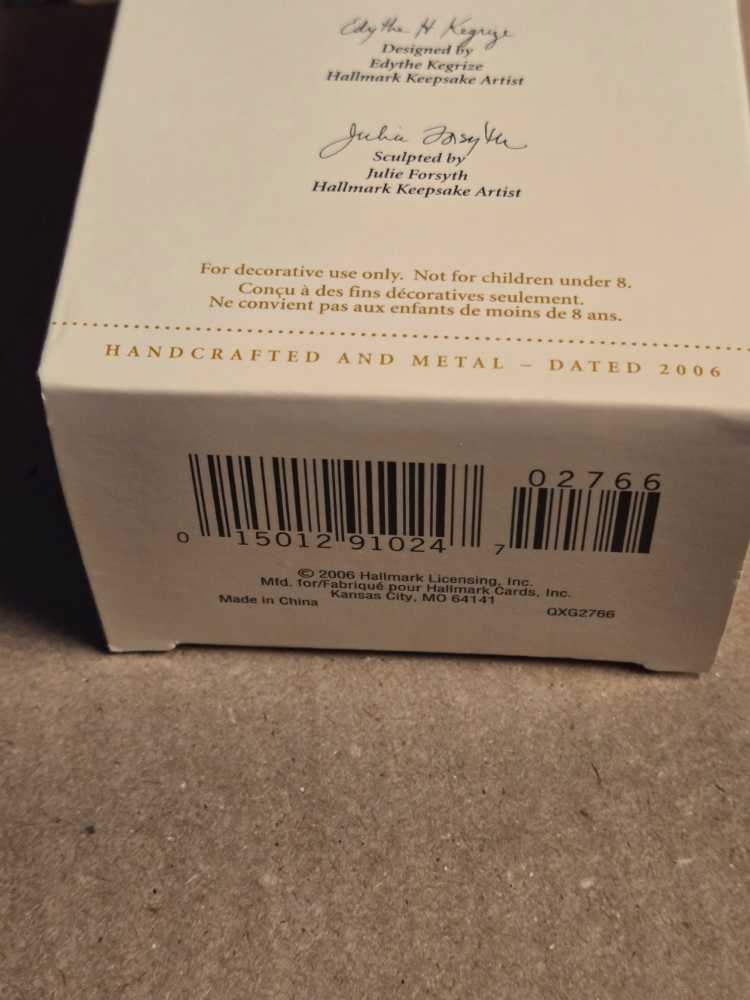 Edythe H Kegrize
Designed by
Edythe Kegrize
Hallmark Keepsake Artist
Julie Forsyth
Sculpted by
Julie Forsyth
Hallmark Keepsake Artist
For decorative use only. Not for children under 8.
Conçu à des fins décoratives seulement.
Ne convient pas aux enfants de moins de 8 ans.
HANDCRAFTED AND METAL – DATED 2006
02766
0 15012 91024 7
© 2006 Hallmark Licensing, Inc.
Mfd. for/Fabriqué pour Hallmark Cards, Inc.
Made in China Kansas City, MO 64141 QXG2766